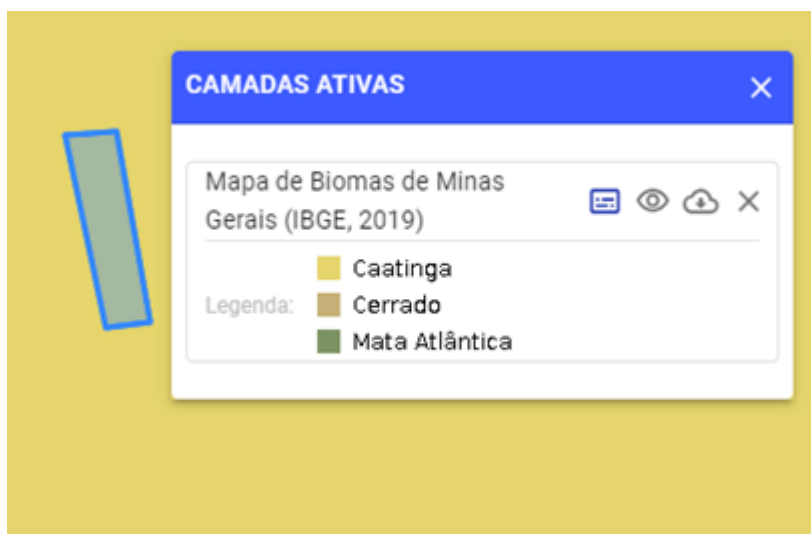 CAMADAS ATIVAS
Mapa de Biomas de Minas
Gerais (IBGE, 2019)
Caatinga
Legenda:
Cerrado
Mata Atlântica